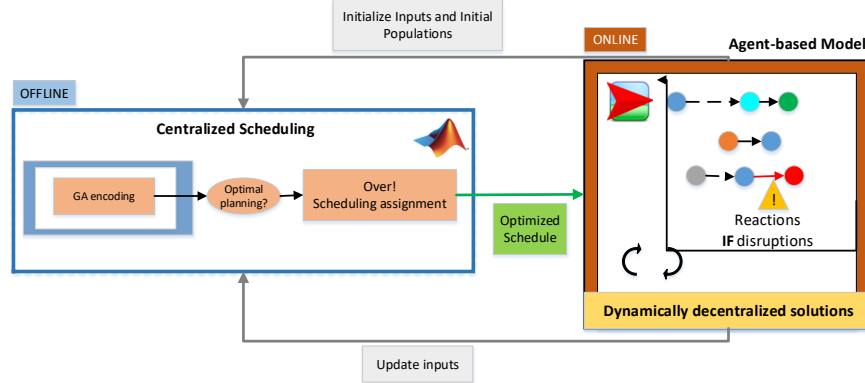 Initialize Inputs and Initial
Populations
ONLINE
Agent-based Model
OFFLINE
Centralized Scheduling
GA encoding
Optimal
planning?
Over!
Scheduling assignment
Optimized
Schedule
!
Reactions
IF disruptions
Dynamically decentralized solutions
Update inputs